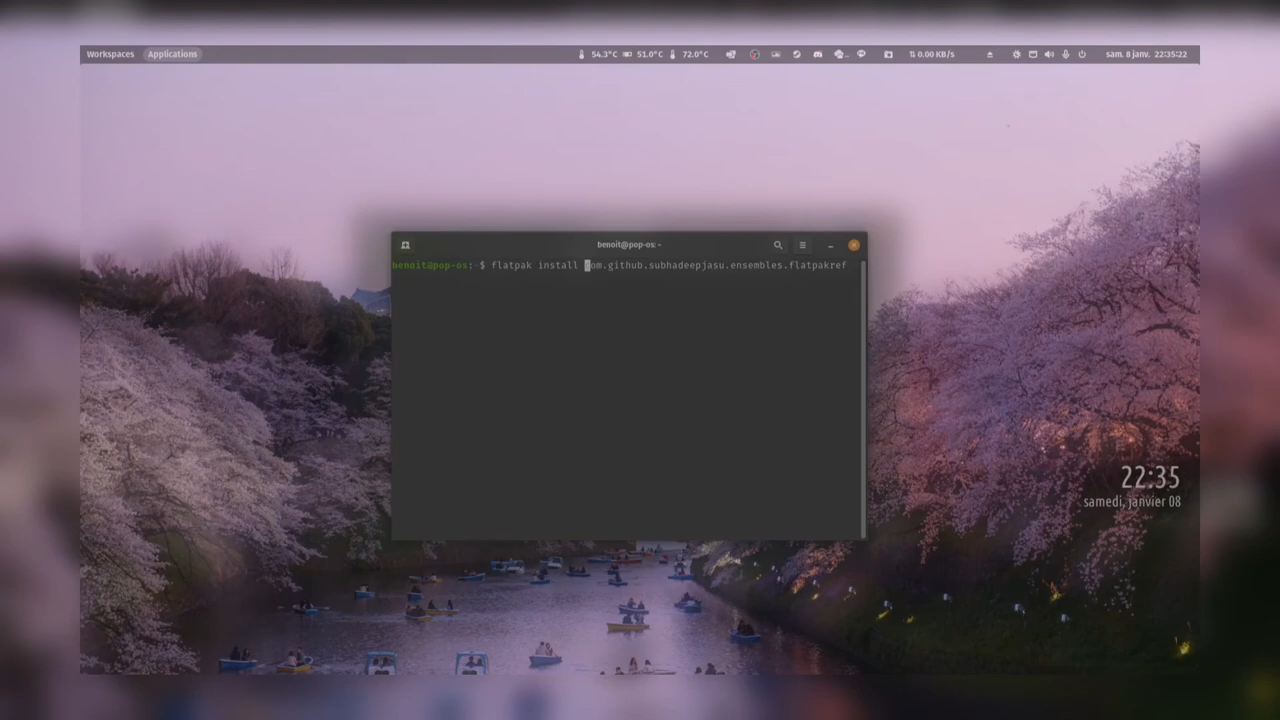 Workspaces Applications 54.3°C 51.0°C 72.0°C 0.00 KB/s sam. 8 janv. 22:35:22
benoit@pop-os: ~
benoit@pop-os:~$ flatpak install com.github.subhadeepjasu.ensembles.flatpakref
22:35
samedi, janvier 08